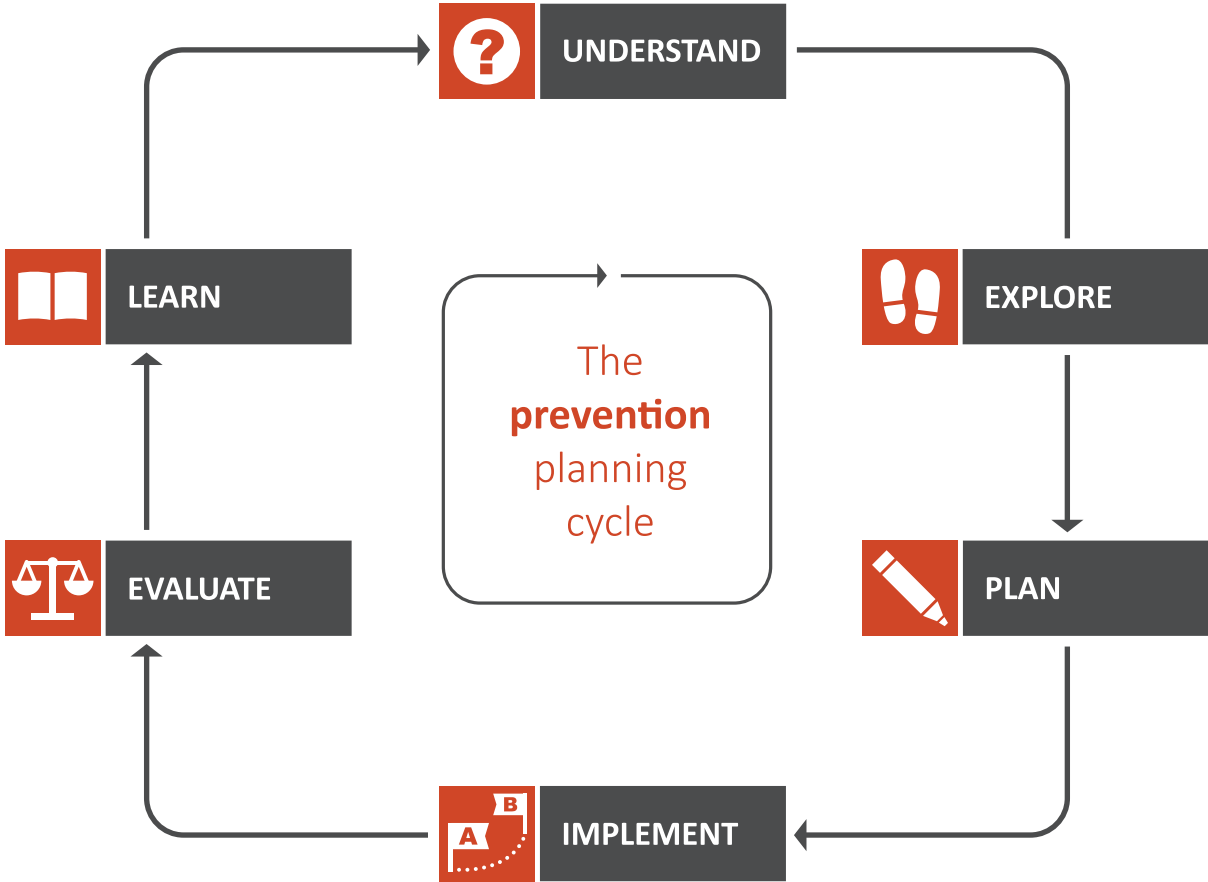 ?
UNDERSTAND
LEARN
EXPLORE
The
prevention
planning
cycle
EVALUATE
PLAN
B
A
IMPLEMENT